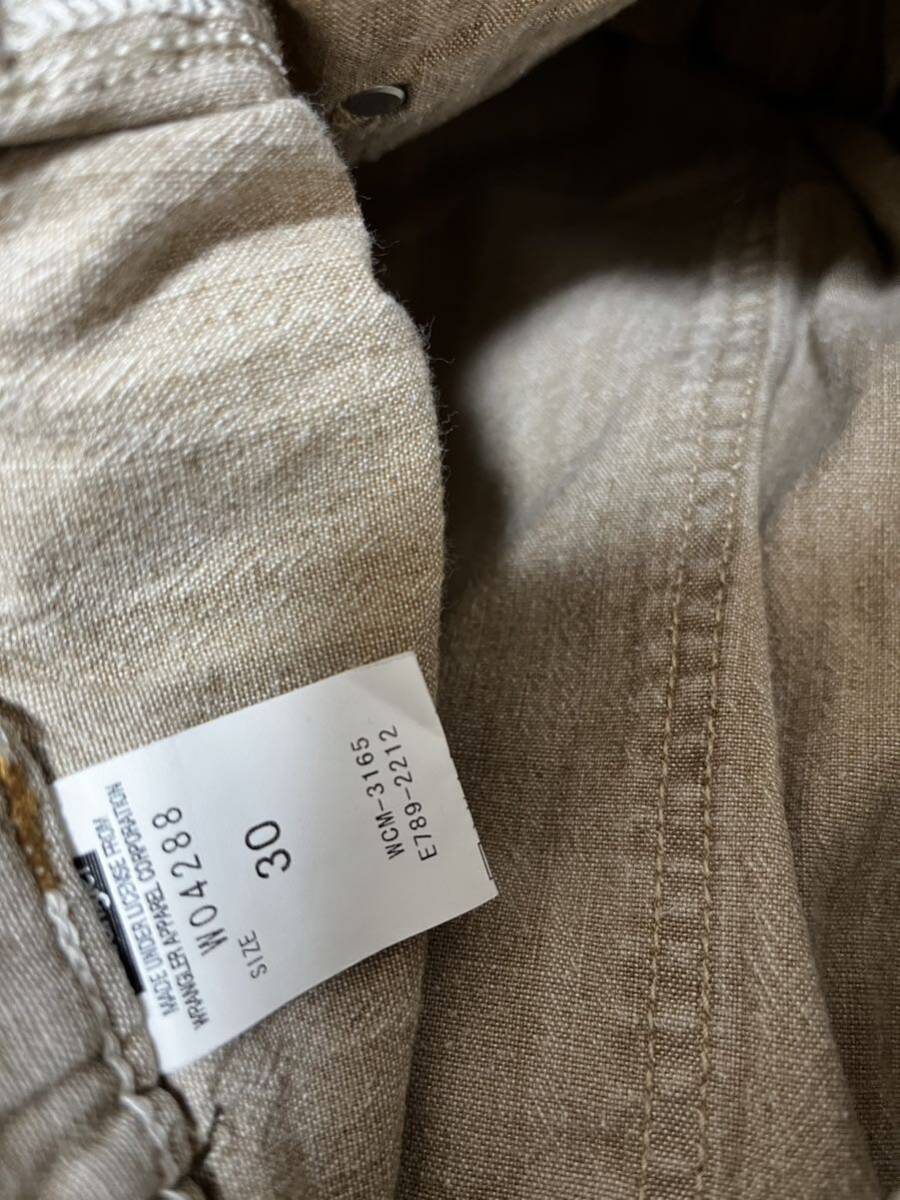 MADE UNDER LICENSE FROM
WRANGLER APPAREL CORPORATION
W04288
SIZE
30
WCM-3165
E789-2212